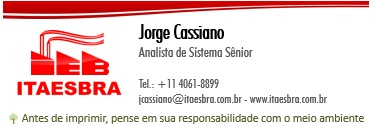 Jorge Cassiano
Analista de Sistema Sênior
IEB
ITAESBRA
Tel.: +11 4061-8899
jcassiano@itaesbra.com.br - www.itaesbra.com.br
Antes de imprimir, pense em sua responsabilidade com o meio ambiente